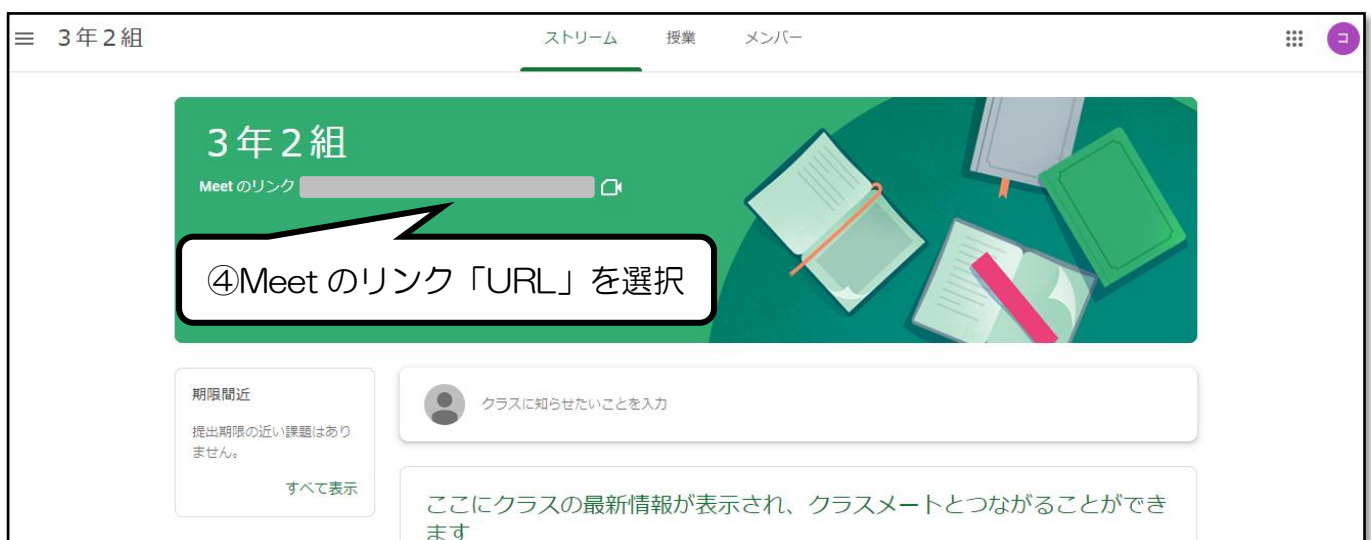 ３年２組
ストリーム 授業 メンバー
コ
３年２組
Meet のリンク
④Meet のリンク「URL」を選択
期限間近
提出期限の近い課題はあり
ません。
すべて表示
クラスに知らせたいことを入力
ここにクラスの最新情報が表示され、クラスメートとつながることができ
ます